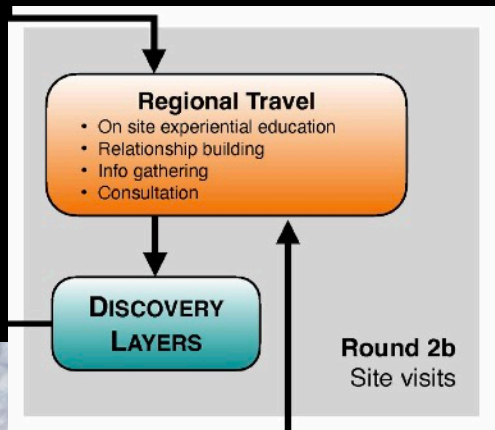 Regional Travel
• On site experiential education
• Relationship building
• Info gathering
• Consultation
DISCOVERY
LAYERS
Round 2b
Site visits